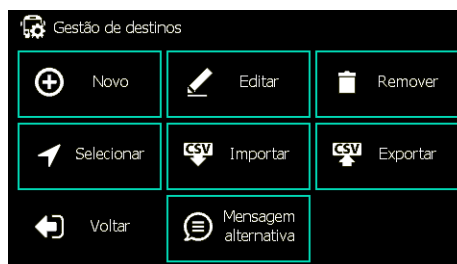 Gestão de destinos
Novo
Editar
Remover
Selecionar
CSV
Importar
CSV
Exportar
Voltar
Mensagem
alternativa